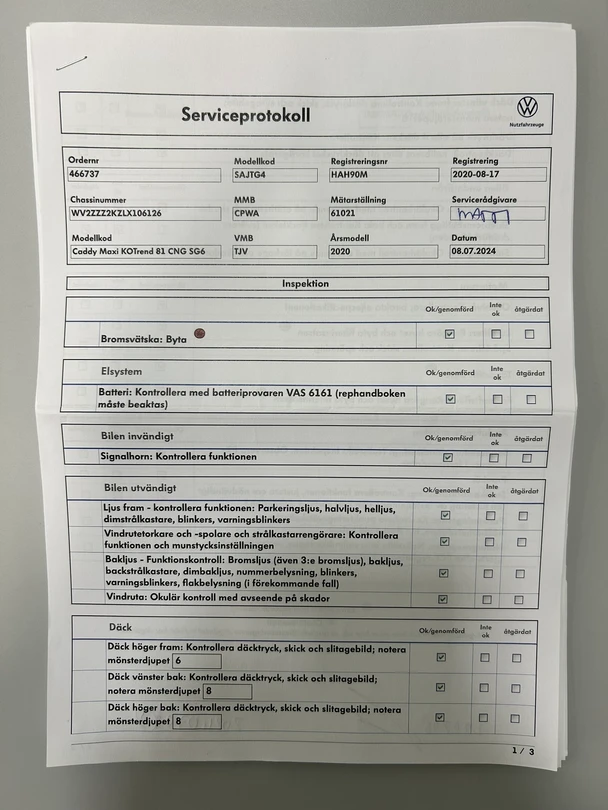 Serviceprotokoll
Nutzfahrzeuge
Ordernr Modellkod Registreringsnr Registrering
466737 SAJTG4 HAH90M 2020-08-17
Chassinummer MMB Mätarställning Servicerådgivare
WV2ZZZ2KZLX106126 CPWA 61021
Modellkod VMB Årsmodell Datum
Caddy Maxi KOTrend 81 CNG SG6 TJV 2020 08.07.2024
Inspektion
Ok/genomförd Inte ok åtgärdat
Bromsvätska: Byta
Elsystem Ok/genomförd Inte ok åtgärdat
Batteri: Kontrollera med batteriprovaren VAS 6161 (rephandboken
måste beaktas)
Bilen invändigt Ok/genomförd Inte ok åtgärdat
Signalhorn: Kontrollera funktionen
Bilen utvändigt Ok/genomförd Inte ok åtgärdat
Ljus fram - kontrollera funktionen: Parkeringsljus, halvljus, helljus,
dimstrålkastare, blinkers, varningsblinkers
Vindrutetorkare och -spolare och strålkastarrengörare: Kontrollera
funktionen och munstycksinställningen
Bakljus - Funktionskontroll: Bromsljus (även 3:e bromsljus), bakljus,
backstrålkastare, dimbakljus, nummerbelysning, blinkers,
varningsblinkers, flakbelysning (i förekommande fall)
Vindruta: Okulär kontroll med avseende på skador
Däck Ok/genomförd Inte ok åtgärdat
Däck höger fram: Kontrollera däcktryck, skick och slitagebild; notera
mönsterdjupet 6
Däck vänster bak: Kontrollera däcktryck, skick och slitagebild;
notera mönsterdjupet 8
Däck höger bak: Kontrollera däcktryck, skick och slitagebild; notera
mönsterdjupet 8
1 / 3